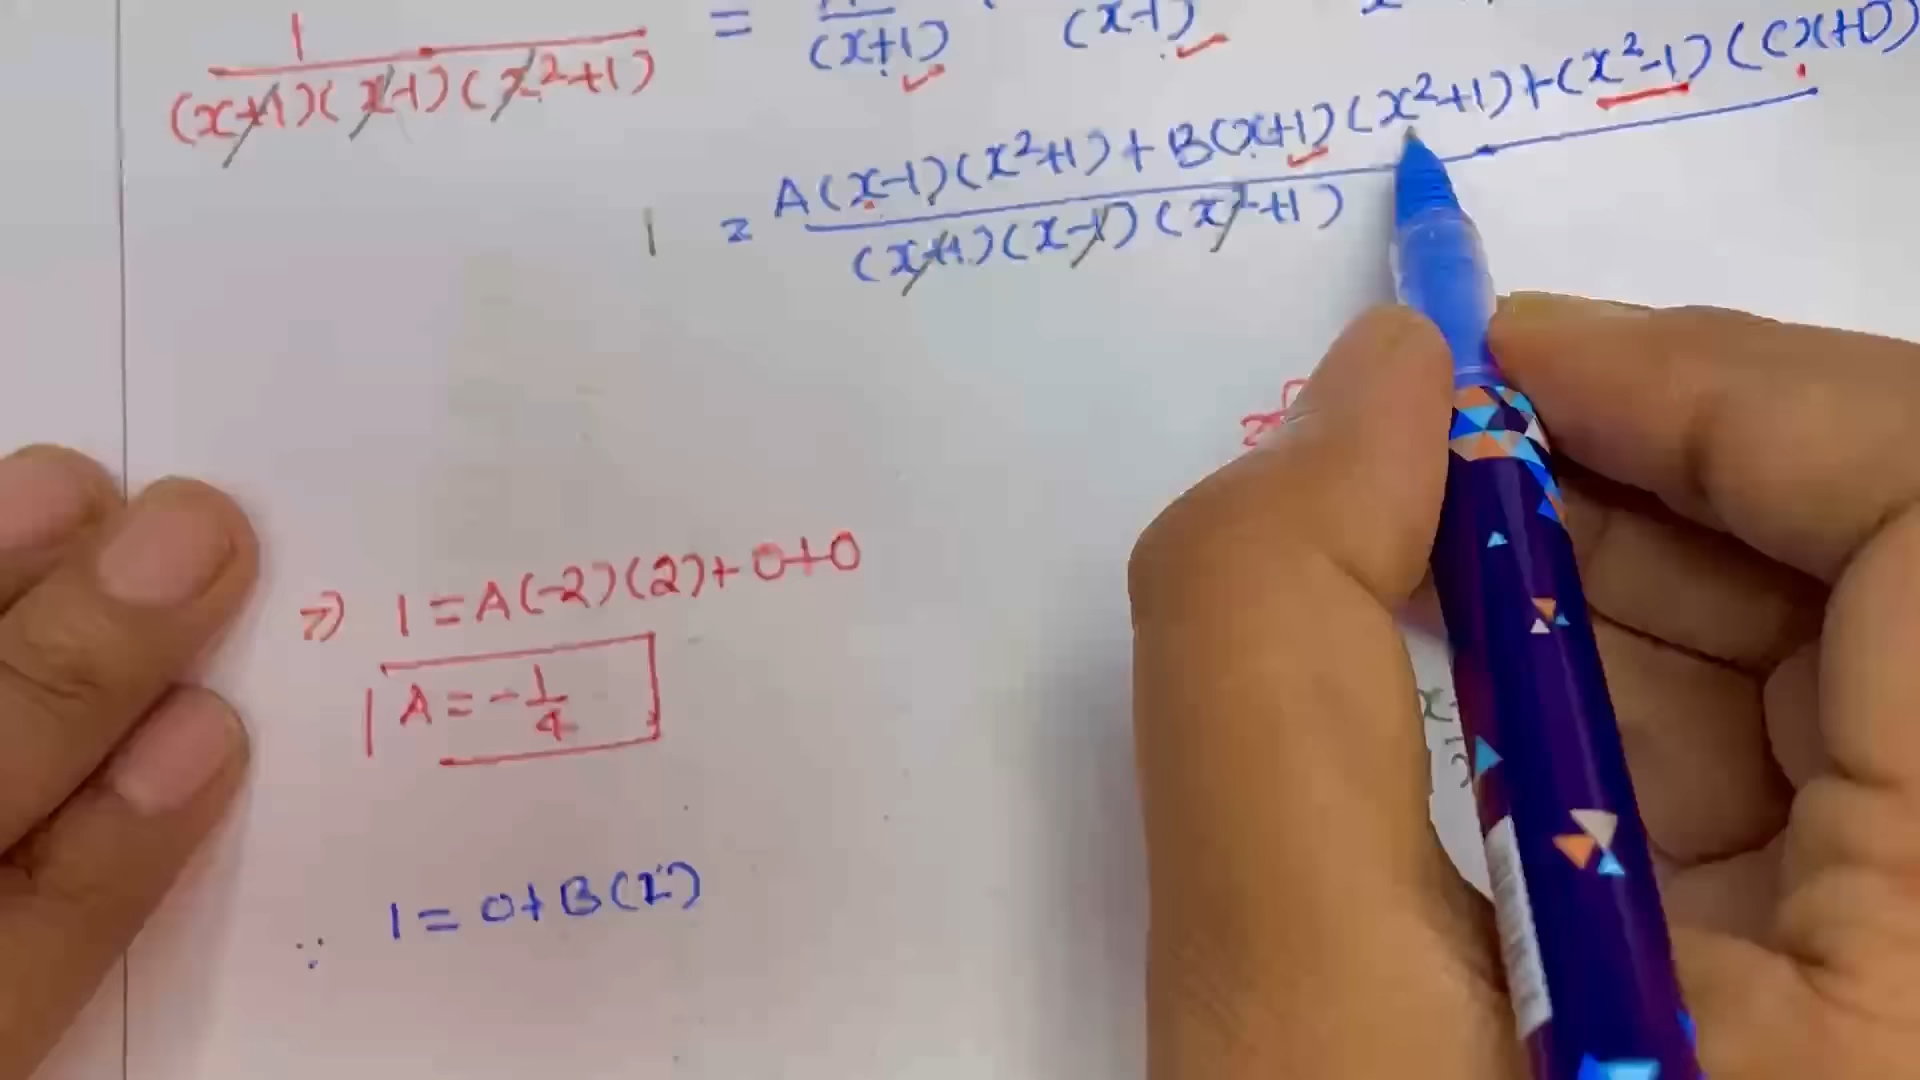 1/((x+1)(x-1)(x²+1)) = /(x+1) (x-1)
1 = (A(x-1)(x²+1) + B(x+1)(x²+1) + (x²-1)(Cx+D))/((x+1)(x-1)(x²+1))
⇒ 1 = A(-2)(2) + 0 + 0
A = -1/4
∵ 1 = 0 + B(2)